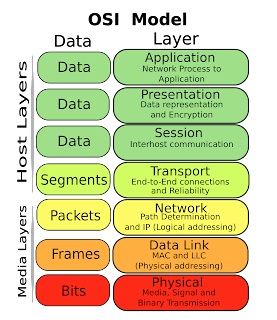 OSI Model
Data Layer
Host Layers
Data
Application
Network Process to
Application
Data
Presentation
Data representation
and Encryption
Data
Session
Interhost communication
Media Layers
Segments
Transport
End-to-End connections
and Reliability
Packets
Network
Path Determination
and IP (Logical addressing)
Frames
Data Link
MAC and LLC
(Physical addressing)
Bits
Physical
Media, Signal and
Binary Transmission